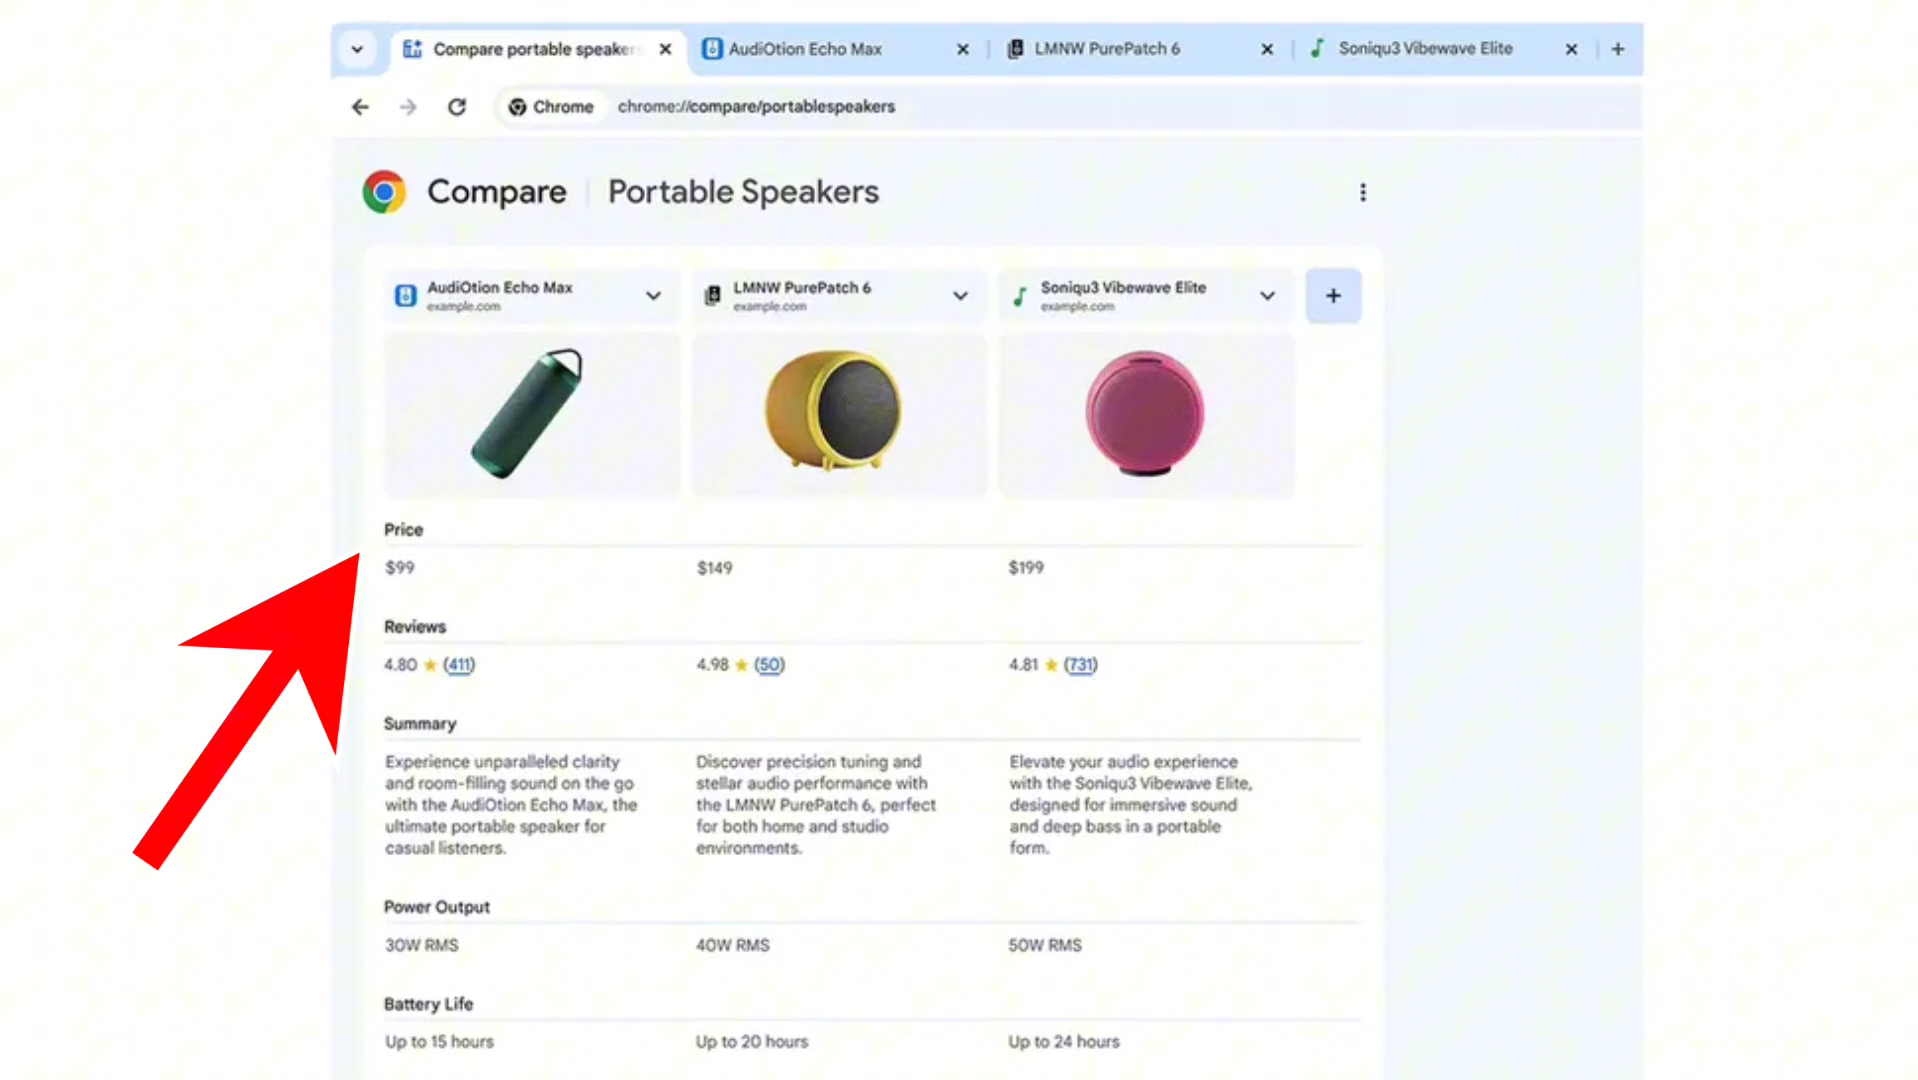 Compare portable speaker
AudiOtion Echo Max
LMNW PurePatch 6
Soniqu3 Vibewave Elite
Chrome
chrome://compare/portablespeakers
Compare
Portable Speakers
AudiOtion Echo Max
example.com
LMNW PurePatch 6
example.com
Soniqu3 Vibewave Elite
example.com
Price
$99
$149
$199
Reviews
4.80 ★ (411)
4.98 ★ (50)
4.81 ★ (731)
Summary
Experience unparalleled clarity
and room-filling sound on the go
with the AudiOtion Echo Max, the
ultimate portable speaker for
casual listeners.
Discover precision tuning and
stellar audio performance with
the LMNW PurePatch 6, perfect
for both home and studio
environments.
Elevate your audio experience
with the Soniqu3 Vibewave Elite,
designed for immersive sound
and deep bass in a portable
form.
Power Output
30W RMS
40W RMS
50W RMS
Battery Life
Up to 15 hours
Up to 20 hours
Up to 24 hours